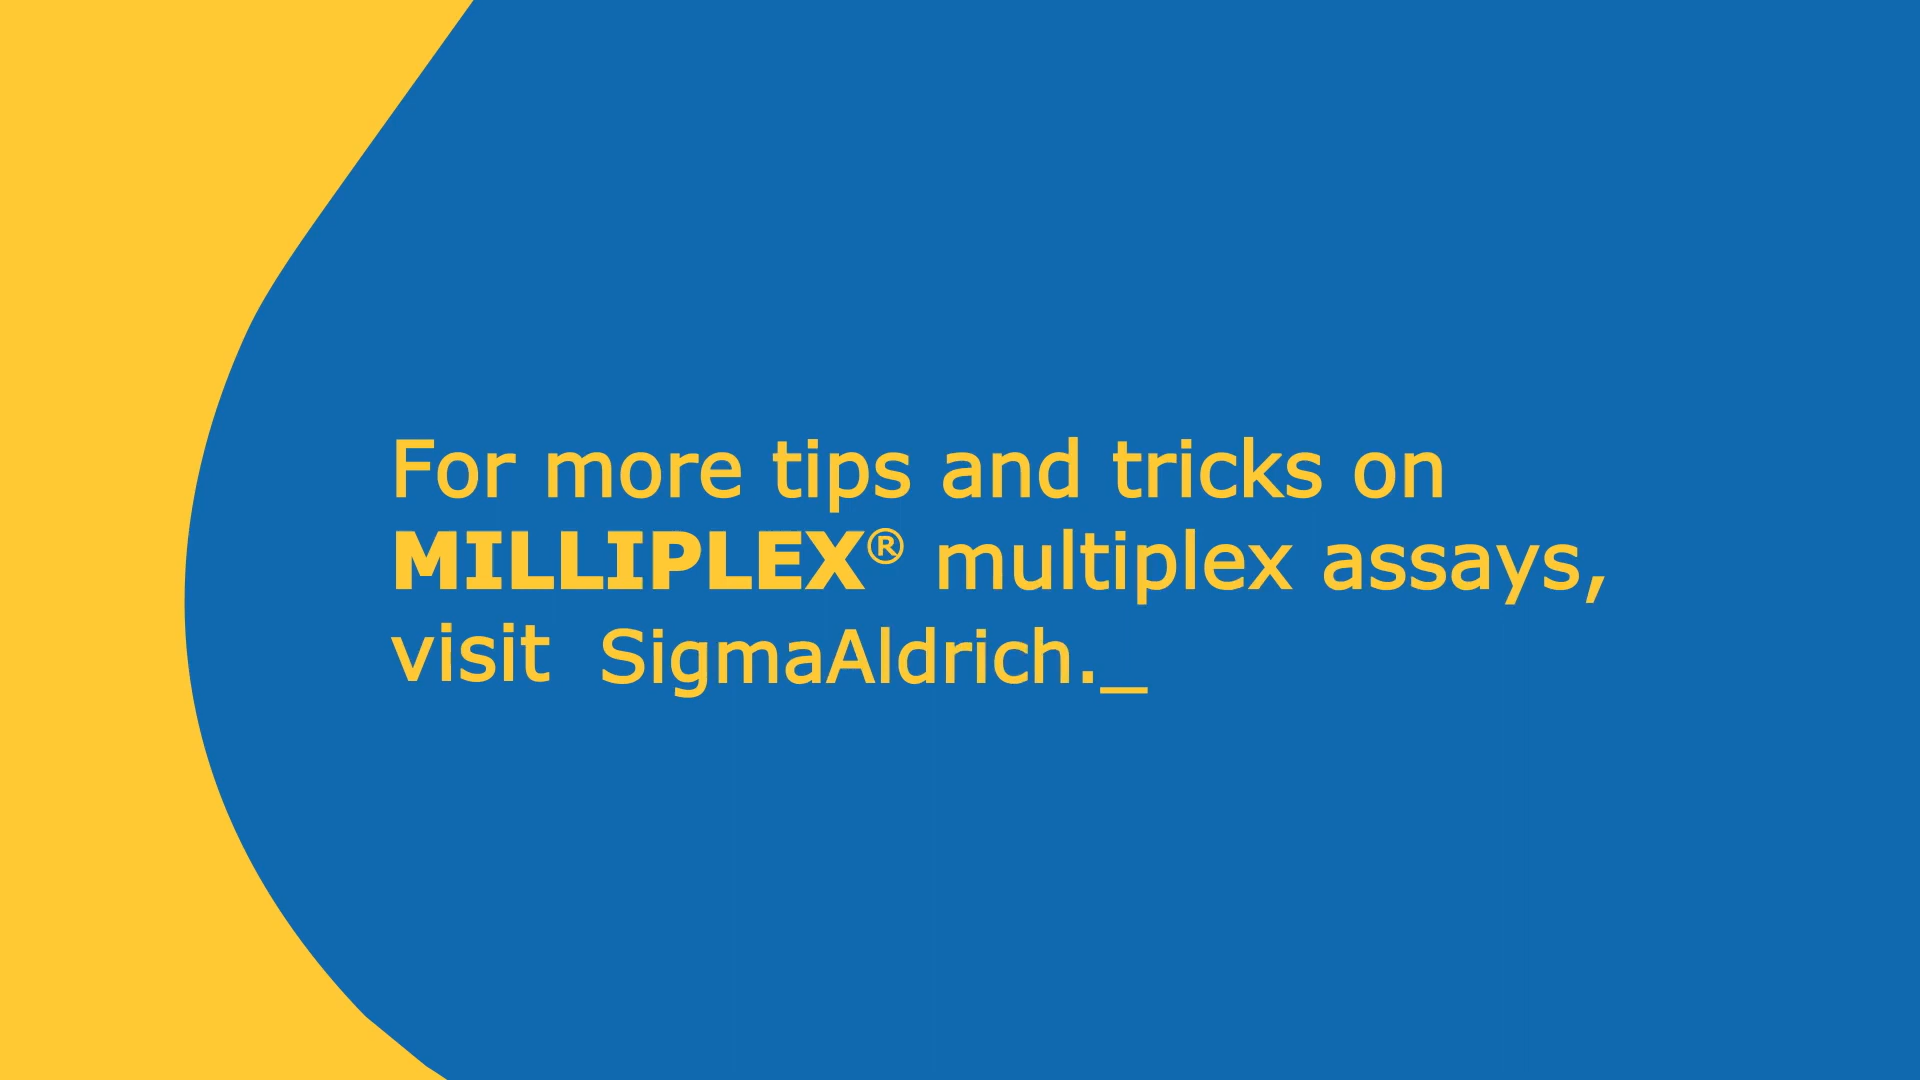 For more tips and tricks on
MILLIPLEX® multiplex assays,
visit SigmaAldrich._